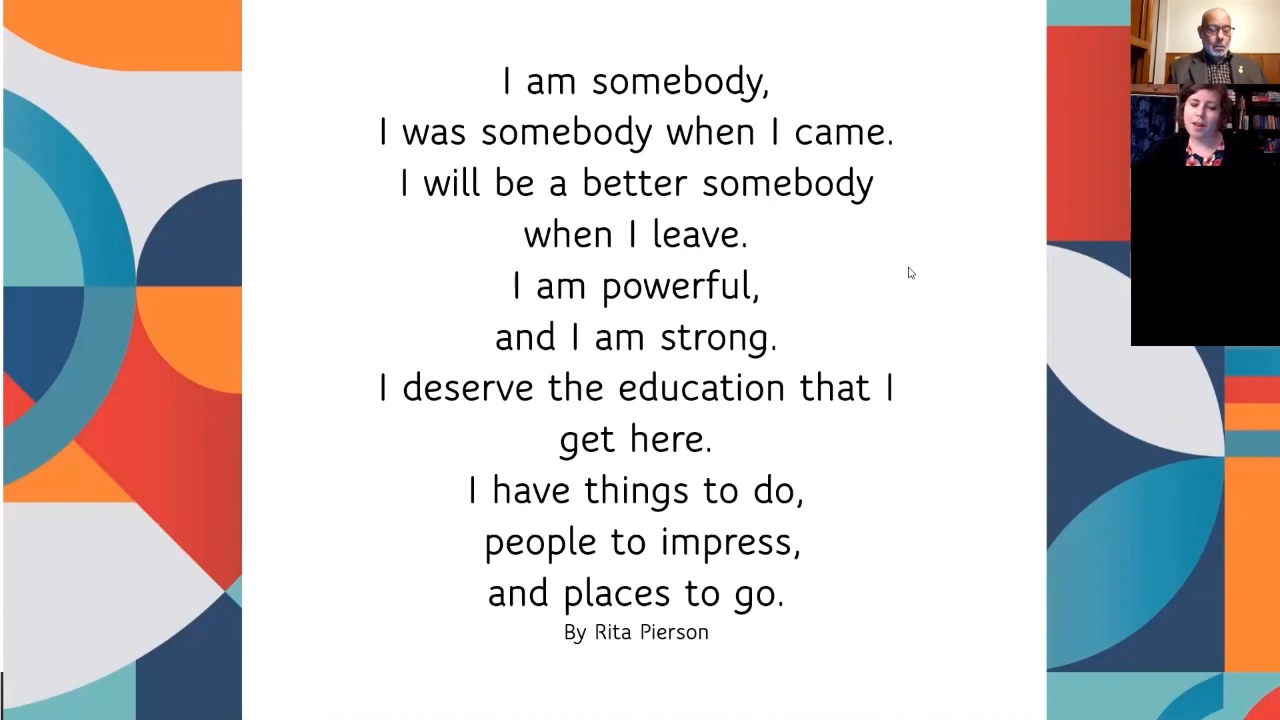 I am somebody,
I was somebody when I came.
I will be a better somebody
when I leave.
I am powerful,
and I am strong.
I deserve the education that I
get here.
I have things to do,
people to impress,
and places to go.
By Rita Pierson